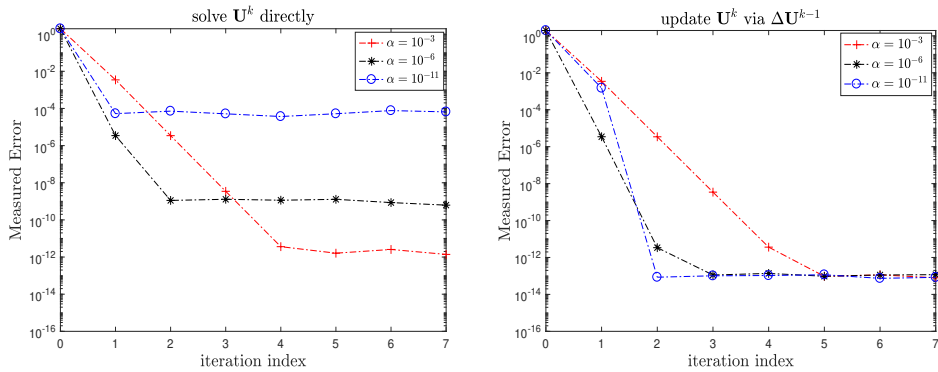 solve U^k directly
Measured Error
10^0
10^-2
10^-4
10^-6
10^-8
10^-10
10^-12
10^-14
10^-16
α = 10^-3
α = 10^-6
α = 10^-11
0 1 2 3 4 5 6 7
iteration index
update U^k via ΔU^k-1
Measured Error
10^0
10^-2
10^-4
10^-6
10^-8
10^-10
10^-12
10^-14
10^-16
α = 10^-3
α = 10^-6
α = 10^-11
0 1 2 3 4 5 6 7
iteration index